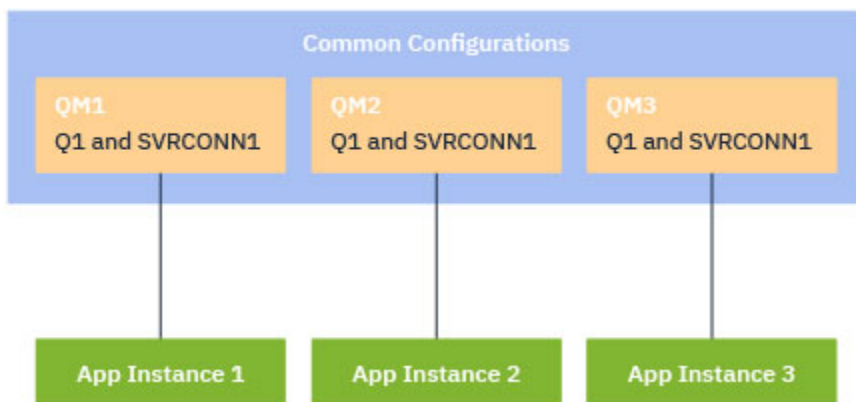 Common Configurations
QM1
Q1 and SVRCONN1
QM2
Q1 and SVRCONN1
QM3
Q1 and SVRCONN1
App Instance 1
App Instance 2
App Instance 3